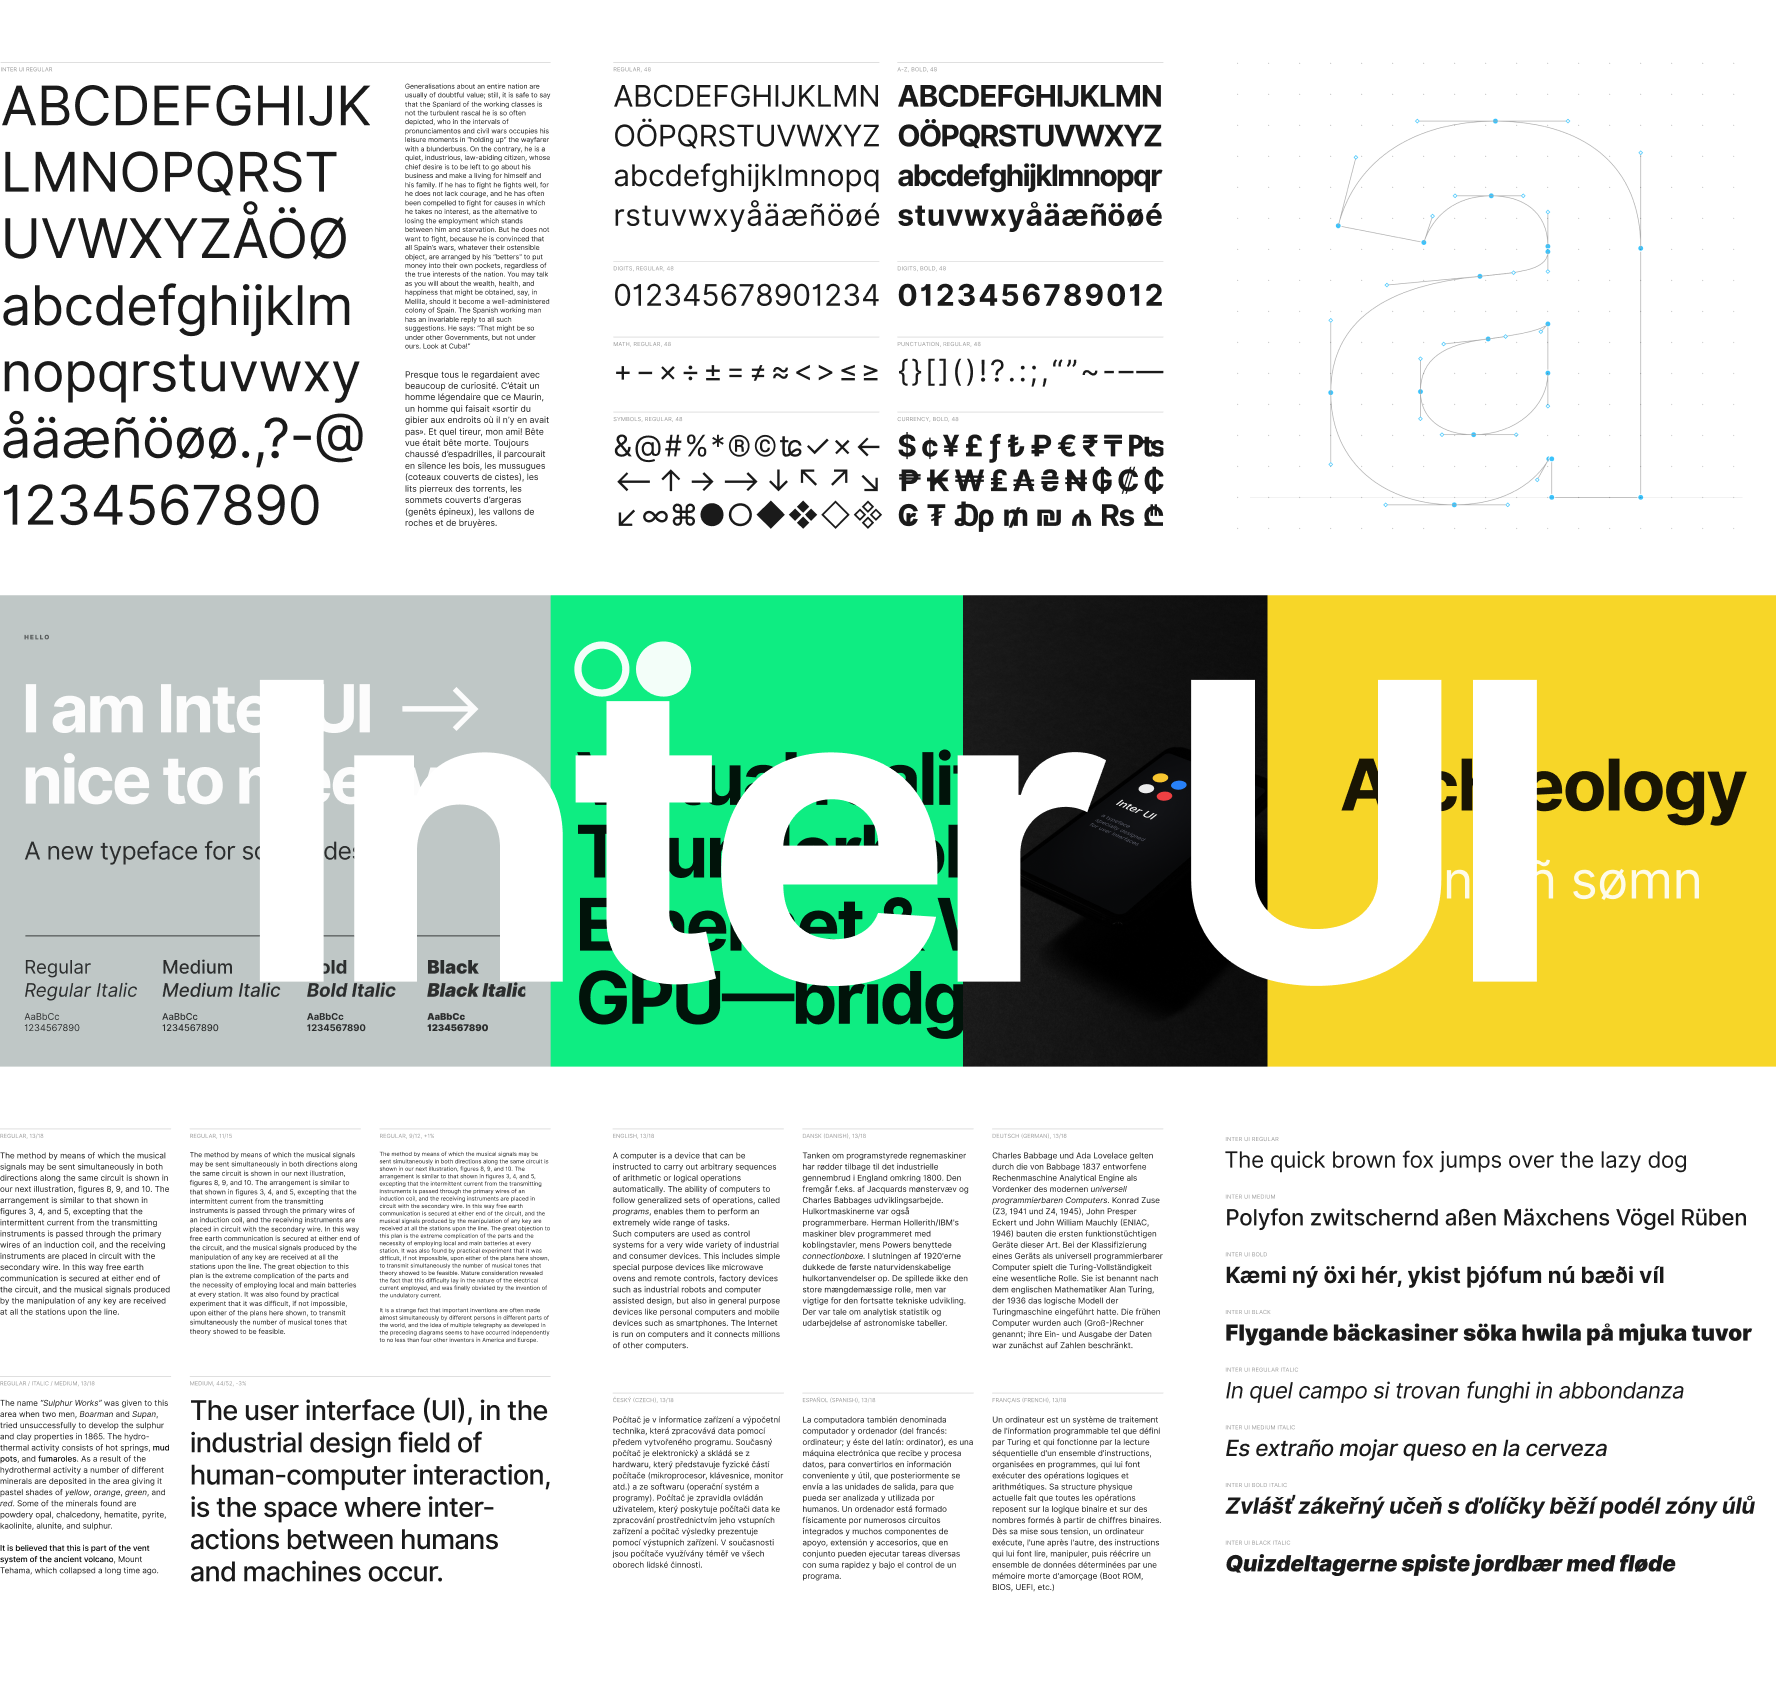 INTER UI REGULAR
ABCDEFGHIJK
LMNOPQRST
UVWXYZÅÖØ
abcdefghijklm
nopqrstuvwxy
åäæñöøø.,?-@
1234567890
Generalisations about an entire nation are
usually of doubtful value; still, it is safe to say
that the Spaniard of the working classes is
not the turbulent rascal he is so often
depicted, who in the intervals of
pronunciamentos and civil wars occupies his
leisure moments in “holding up” the wayfarer
with a blunderbuss. On the contrary, he is a
quiet, industrious, law-abiding citizen, whose
chief desire is to be left to go about his
business and make a living for himself and
his family. If he has to fight he fights well, for
he does not lack courage, and he has often
been compelled to fight for causes in which
he takes no interest, as the alternative to
losing the employment which stands
between him and starvation. But he does not
want to fight, because he is convinced that
all Spain’s wars, whatever their ostensible
object, are arranged by his “betters” to put
money into their own pockets, regardless of
the true interests of the nation. You may talk
as you will about the wealth, health, and
happiness that might be obtained, say, in
Melilla, should it become a well-administered
colony of Spain. The Spanish working man
has an invariable reply to all such
suggestions. He says: “That might be so
under other Governments, but not under
ours. Look at Cuba!”
Presque tous le regardaient avec
beaucoup de curiosité. C’était un
homme légendaire que ce Maurin,
un homme qui faisait «sortir du
gibier aux endroits où il n’y en avait
pas». Et quel tireur, mon ami! Bête
vue était bête morte. Toujours
chaussé d’espadrilles, il parcourait
en silence les bois, les mussugues
(coteaux couverts de cistes), les
lits pierreux des torrents, les
sommets couverts d’argeras
(genêts épineux), les vallons de
roches et de bruyères.
REGULAR, 48
ABCDEFGHIJKLMN
OÖPQRSTUVWXYZ
abcdefghijklmnopq
rstuvwxyåäæñöøé
A-Z, BOLD, 48
ABCDEFGHIJKLMN
OÖPQRSTUVWXYZ
abcdefghijklmnopqr
stuvwxyåäæñöøé
DIGITS, REGULAR, 48
012345678901234
DIGITS, BOLD, 48
0123456789012
MATH, REGULAR, 48
+ − × ÷ ± = ≠ ≈ < > ≤ ≥
PUNCTUATION, REGULAR, 48
{}[]()!?.:;,“”~-–—
SYMBOLS, REGULAR, 48
&@#%*®©ʨ✓×←
←↑→→↓↖↗↘
↙∞⌘●○◆❖◇
CURRENCY, BOLD, 48
$¢¥£ƒ₺₽€₹₸₧
₱₭₩₤₳₴₦₲₡₵
₢₮₯₥₪₼₨₾
Inter UI
HELLO
I am Inter UI →
nice to meet
A new typeface for
Regular
Regular Italic
AaBbCc
1234567890
Medium
Medium Italic
AaBbCc
1234567890
Bold
Bold Italic
AaBbCc
1234567890
Black
Black Italic
AaBbCc
1234567890
Ethernet &
GPU—bridg
Inter UI
a typeface
specially designed
for user interfaces
Archeology
sømn
REGULAR, 13/18
The method by means of which the musical
signals may be sent simultaneously in both
directions along the same circuit is shown in
our next illustration, figures 8, 9, and 10. The
arrangement is similar to that shown in
figures 3, 4, and 5, excepting that the
intermittent current from the transmitting
instruments is passed through the primary
wires of an induction coil, and the receiving
instruments are placed in circuit with the
secondary wire. In this way free earth
communication is secured at either end of
the circuit, and the musical signals produced
by the manipulation of any key are received
at all the stations upon the line.
REGULAR, 11/15
The method by means of which the musical signals
may be sent simultaneously in both directions along
the same circuit is shown in our next illustration,
figures 8, 9, and 10. The arrangement is similar to
that shown in figures 3, 4, and 5, excepting that the
intermittent current from the transmitting
instruments is passed through the primary wires of
an induction coil, and the receiving instruments are
placed in circuit with the secondary wire. In this way
free earth communication is secured at either end of
the circuit, and the musical signals produced by the
manipulation of any key are received at all the
stations upon the line. The great objection to this
plan is the extreme complication of the parts and
the necessity of employing local and main batteries
at every station. It was also found by practical
experiment that it was difficult, if not impossible,
upon either of the plans here shown, to transmit
simultaneously the number of musical tones that
theory showed to be feasible.
REGULAR, 9/12, +1%
The method by means of which the musical signals may be
sent simultaneously in both directions along the same circuit is
shown in our next illustration, figures 8, 9, and 10. The
arrangement is similar to that shown in figures 3, 4, and 5,
excepting that the intermittent current from the transmitting
instruments is passed through the primary wires of an
induction coil, and the receiving instruments are placed in
circuit with the secondary wire. In this way free earth
communication is secured at either end of the circuit, and the
musical signals produced by the manipulation of any key are
received at all the stations upon the line. The great objection to
this plan is the extreme complication of the parts and the
necessity of employing local and main batteries at every
station. It was also found by practical experiment that it was
difficult, if not impossible, upon either of the plans here shown,
to transmit simultaneously the number of musical tones that
theory showed to be feasible. Mature consideration revealed
the fact that this difficulty lay in the nature of the electrical
current employed, and was finally obviated by the invention of
the undulatory current.
It is a strange fact that important inventions are often made
almost simultaneously by different persons in different parts of
the world, and the idea of multiple telegraphy as developed in
the preceding diagrams seems to have occurred independently
to no less than four other inventors in America and Europe.
REGULAR / ITALIC / MEDIUM, 13/18
The name “Sulphur Works” was given to this
area when two men, Boarman and Supan,
tried unsuccessfully to develop the sulphur
and clay properties in 1865. The hydro-
thermal activity consists of hot springs, mud
pots, and fumaroles. As a result of the
hydrothermal activity a number of different
minerals are deposited in the area giving it
pastel shades of yellow, orange, green, and
red. Some of the minerals found are
powdery opal, chalcedony, hematite, pyrite,
kaolinite, alunite, and sulphur.
It is believed that this is part of the vent
system of the ancient volcano, Mount
Tehama, which collapsed a long time ago.
MEDIUM, 44/52, -3%
The user interface (UI), in the
industrial design field of
human-computer interaction,
is the space where inter-
actions between humans
and machines occur.
ENGLISH, 13/18
A computer is a device that can be
instructed to carry out arbitrary sequences
of arithmetic or logical operations
automatically. The ability of computers to
follow generalized sets of operations, called
programs, enables them to perform an
extremely wide range of tasks.
Such computers are used as control
systems for a very wide variety of industrial
and consumer devices. This includes simple
special purpose devices like microwave
ovens and remote controls, factory devices
such as industrial robots and computer
assisted design, but also in general purpose
devices like personal computers and mobile
devices such as smartphones. The Internet
is run on computers and it connects millions
of other computers.
DANSK (DANISH), 13/18
Tanken om programstyrede regnemaskiner
har rødder tilbage til det industrielle
gennembrud i England omkring 1800. Den
fremgår f.eks. af Jacquards mønstervæv og
Charles Babbages udviklingsarbejde.
Hulkortmaskinerne var også
programmerbare. Herman Hollerith/IBM's
maskiner blev programmeret med
koblingstavler, mens Powers benyttede
connectionboxe. I slutningen af 1920'erne
dukkede de første naturvidenskabelige
hulkortanvendelser op. De spillede ikke den
store mængdemæssige rolle, men var
vigtige for den fortsatte tekniske udvikling.
Der var tale om analytisk statistik og
udarbejdelse af astronomiske tabeller.
DEUTSCH (GERMAN), 13/18
Charles Babbage und Ada Lovelace gelten
durch die von Babbage 1837 entworfene
Rechenmaschine Analytical Engine als
Vordenker des modernen universell
programmierbaren Computers. Konrad Zuse
(Z3, 1941 und Z4, 1945), John Presper
Eckert und John William Mauchly (ENIAC,
1946) bauten die ersten funktionstüchtigen
Geräte dieser Art. Bei der Klassifizierung
eines Geräts als universell programmierbarer
Computer spielt die Turing-Vollständigkeit
eine wesentliche Rolle. Sie ist benannt nach
dem englischen Mathematiker Alan Turing,
der 1936 das logische Modell der
Turingmaschine eingeführt hatte. Die frühen
Computer wurden auch (Groß-)Rechner
genannt; ihre Ein- und Ausgabe der Daten
war zunächst auf Zahlen beschränkt.
ČESKÝ (CZECH), 13/18
Počítač je v informatice zařízení a výpočetní
technika, která zpracovává data pomocí
předem vytvořeného programu. Současný
počítač je elektronický a skládá se z
hardwaru, který představuje fyzické části
počítače (mikroprocesor, klávesnice, monitor
atd.) a ze softwaru (operační systém a
programy). Počítač je zpravidla ovládán
uživatelem, který poskytuje počítači data ke
zpracování prostřednictvím jeho vstupních
zařízení a počítač výsledky prezentuje
pomocí výstupních zařízení. V současnosti
jsou počítače využívány téměř ve všech
oborech lidské činnosti.
ESPAÑOL (SPANISH), 13/18
La computadora también denominada
computador y ordenador (del francés:
ordinateur; y éste del latín: ordinator), es una
máquina electrónica que recibe y procesa
datos, para convertirlos en información
conveniente y útil, que posteriormente se
envía a las unidades de salida, para que
pueda ser analizada y utilizada por
humanos. Un ordenador está formado
físicamente por numerosos circuitos
integrados y muchos componentes de
apoyo, extensión y accesorios, que en
conjunto pueden ejecutar tareas diversas
con suma rapidez y bajo el control de un
programa.
FRANÇAIS (FRENCH), 13/18
Un ordinateur est un système de traitement
de l'information programmable tel que défini
par Turing et qui fonctionne par la lecture
séquentielle d'un ensemble d'instructions,
organisées en programmes, qui lui font
exécuter des opérations logiques et
arithmétiques. Sa structure physique
actuelle fait que toutes les opérations
reposent sur la logique binaire et sur des
nombres formés à partir de chiffres binaires.
Dès sa mise sous tension, un ordinateur
exécute, l'une après l'autre, des instructions
qui lui font lire, manipuler, puis réécrire un
ensemble de données déterminées par une
mémoire morte d'amorçage (Boot ROM,
BIOS, UEFI, etc.)
INTER UI REGULAR
The quick brown fox jumps over the lazy dog
INTER UI MEDIUM
Polyfon zwitschernd aßen Mäxchens Vögel Rüben
INTER UI BOLD
Kæmi ný öxi hér, ykist þjófum nú bæði víl
INTER UI BLACK
Flygande bäckasiner söka hwila på mjuka tuvor
INTER UI REGULAR ITALIC
In quel campo si trovan funghi in abbondanza
INTER UI MEDIUM ITALIC
Es extraño mojar queso en la cerveza
INTER UI BOLD ITALIC
Zvlášť zákeřný učeň s ďolíčky běží podél zóny úlů
INTER UI BLACK ITALIC
Quizdeltagerne spiste jordbær med fløde